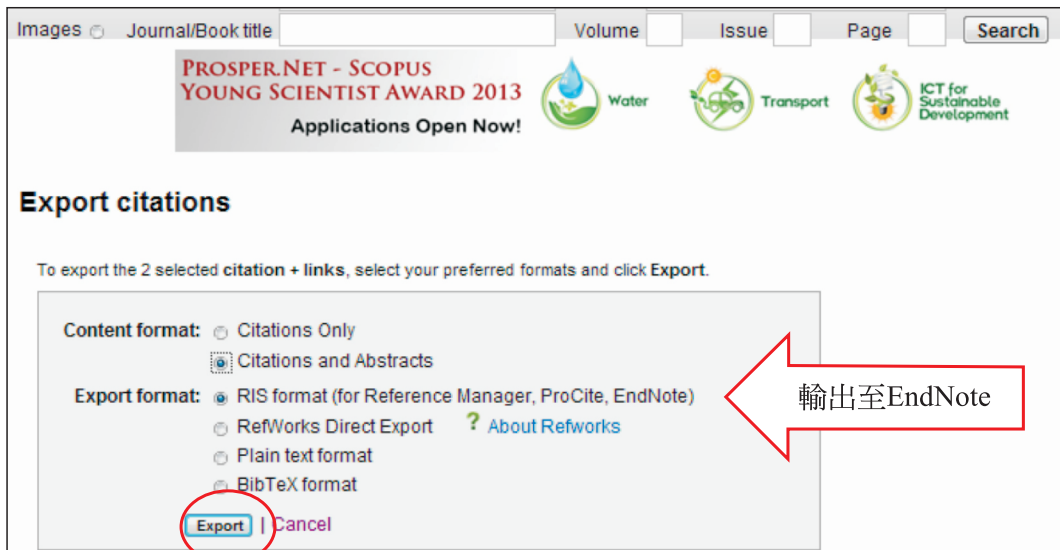 Images Journal/Book title Volume Issue Page Search
PROSPER.NET - SCOPUS
YOUNG SCIENTIST AWARD 2013
Applications Open Now!
Water
Transport
ICT for
Sustainable
Development
Export citations
To export the 2 selected citation + links, select your preferred formats and click Export.
Content format: Citations Only
Citations and Abstracts
Export format: RIS format (for Reference Manager, ProCite, EndNote)
輸出至EndNote
RefWorks Direct Export ? About Refworks
Plain text format
BibTeX format
Export | Cancel